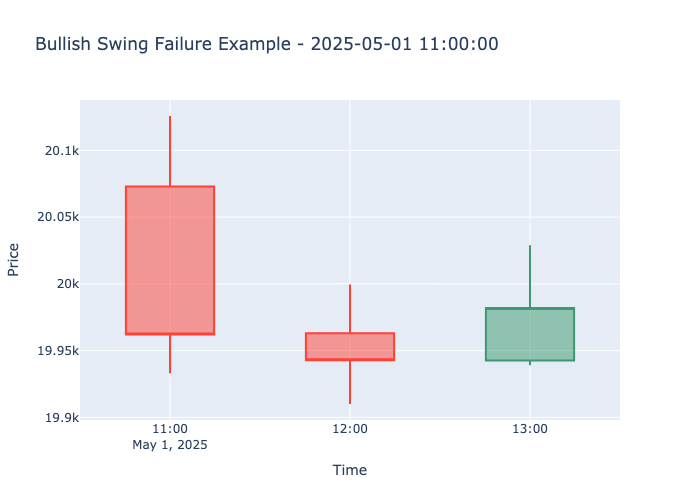 Bullish Swing Failure Example - 2025-05-01 11:00:00
20.1k
20.05k
20k
19.95k
19.9k
Price
11:00
May 1, 2025
12:00
13:00
Time